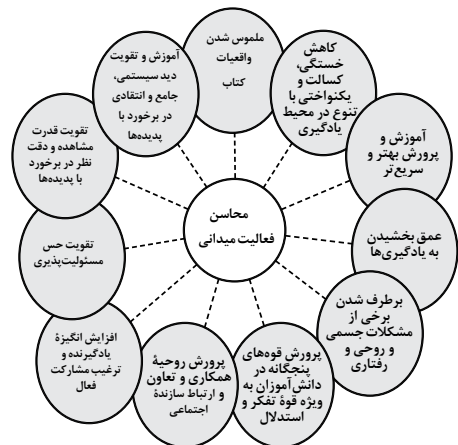 ملموس شدن
واقعیات
کتاب
کاهش
خستگی،
کسالت و
یکنواختی با
تنوع در محیط
یادگیری
آموزش و
پرورش بهتر و
سریع‌تر
عمق بخشیدن
به یادگیری‌ها
برطرف شدن
برخی از
مشکلات جسمی
و روحی و
رفتاری
پرورش قوه‌های
پنجگانه در
دانش‌آموزان به
ویژه قوهٔ تفکر و
استدلال
پرورش روحیهٔ
همکاری و تعاون
و ارتباط سازندهٔ
اجتماعی
افزایش انگیزهٔ
یادگیرنده و
ترغیب مشارکت
فعال
تقویت حس
مسئولیت‌پذیری
تقویت قدرت
مشاهده و دقت
نظر در برخورد
با پدیده‌ها
آموزش و تقویت
دید سیستمی،
جامع و انتقادی
در برخورد با
پدیده‌ها
محاسن
فعالیت میدانی